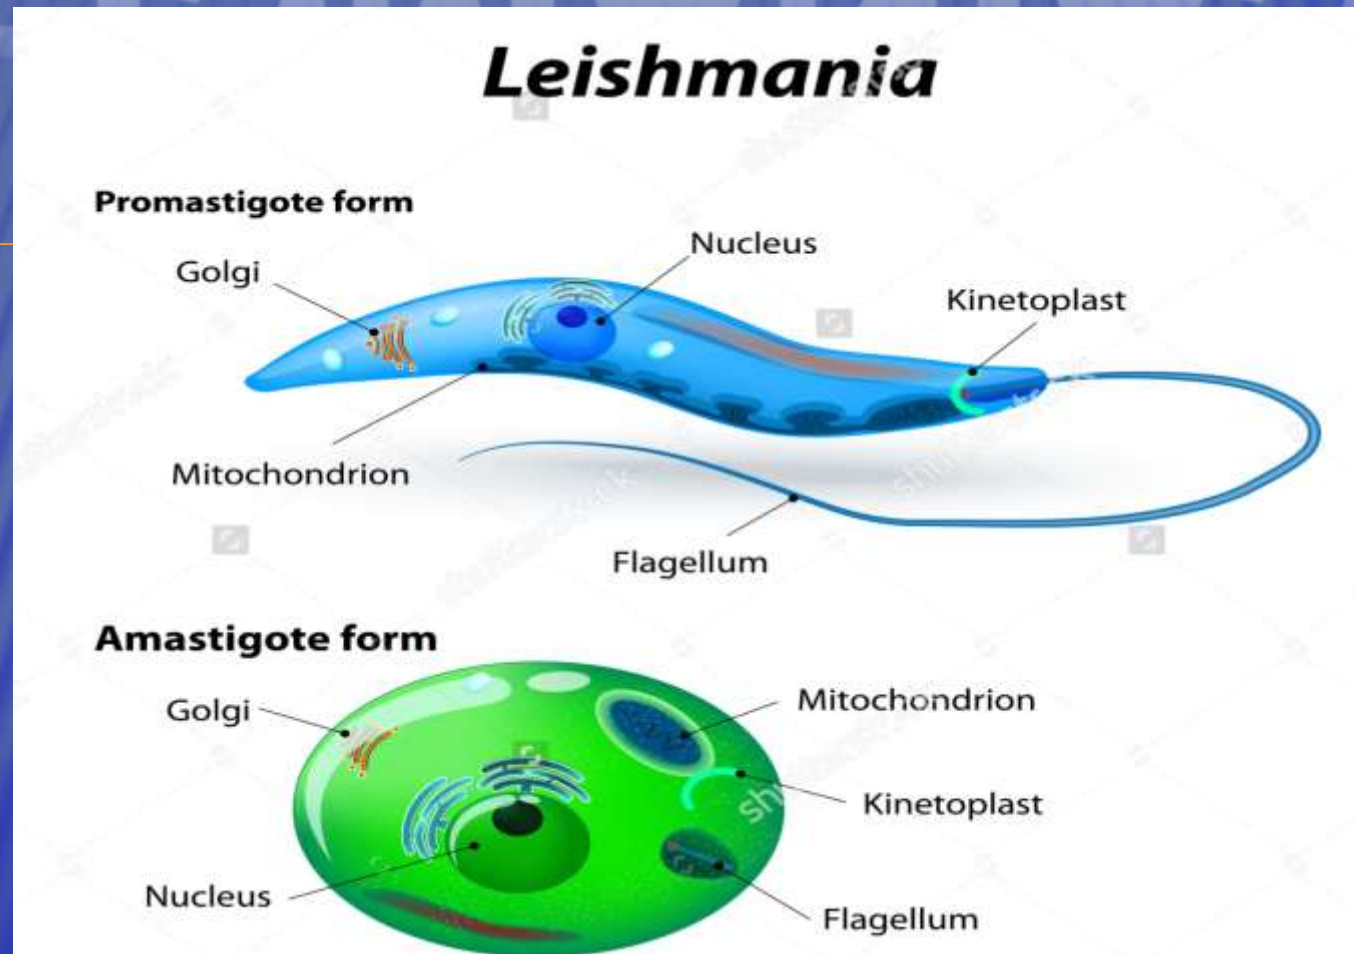 Leishmania
Promastigote form
Nucleus
Golgi
Kinetoplast
Mitochondrion
Flagellum
Amastigote form
Golgi
Mitochondrion
Kinetoplast
Nucleus
Flagellum